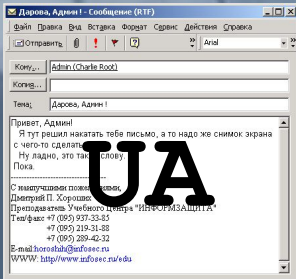 Дарова, Админ ! - Сообщение (RTF)
Файл Правка Вид Вставка Формат Сервис Действия Справка
Отправить Arial
Кому... Admin (Charlie Root)
Копия...
Тема: Дарова, Админ !
Привет, Админ!
Я тут решил накатать тебе письмо, а то надо же снимок экрана
с чего-то сделать
Ну ладно, это так слову.
Пока.
UA
С наилучшими пожеланиями,
Дмитрий П. Хороших
Преподаватель Учебного Центра "ИНФОРМЗАЩИТА"
Тел/факс +7 (095) 937-33-85
+7 (095) 219-31-88
+7 (095) 289-42-32
E-mail:horoshih@infosec.ru
WWW: http//www.infosec.ru/edu